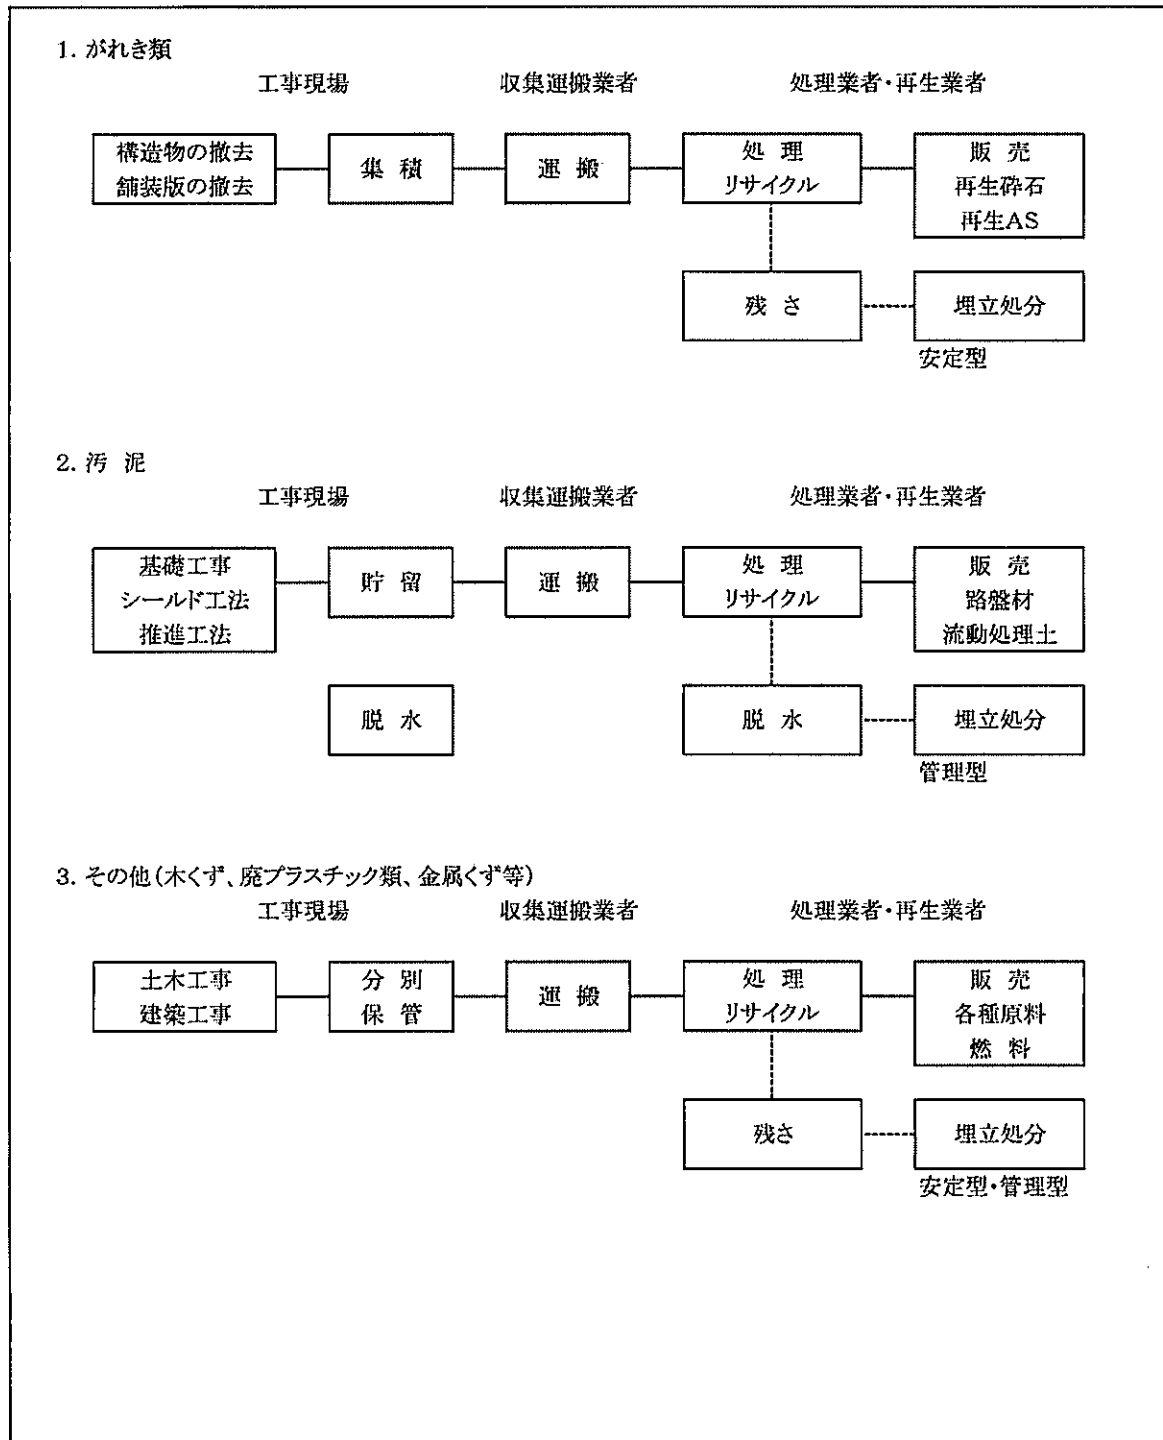 1. がれき類
工事現場 収集運搬業者 処理業者・再生業者
構造物の撤去
舗装版の撤去
集 積
運 搬
処 理
リサイクル
販 売
再生砕石
再生AS
残 さ
埋立処分
安定型
2. 汚 泥
工事現場 収集運搬業者 処理業者・再生業者
基礎工事
シールド工法
推進工法
貯 留
運 搬
処 理
リサイクル
販 売
路盤材
流動処理土
脱 水
脱 水
埋立処分
管理型
3. その他(木くず、廃プラスチック類、金属くず等)
工事現場 収集運搬業者 処理業者・再生業者
土木工事
建築工事
分 別
保 管
運 搬
処 理
リサイクル
販 売
各種原料
燃 料
残さ
埋立処分
安定型・管理型